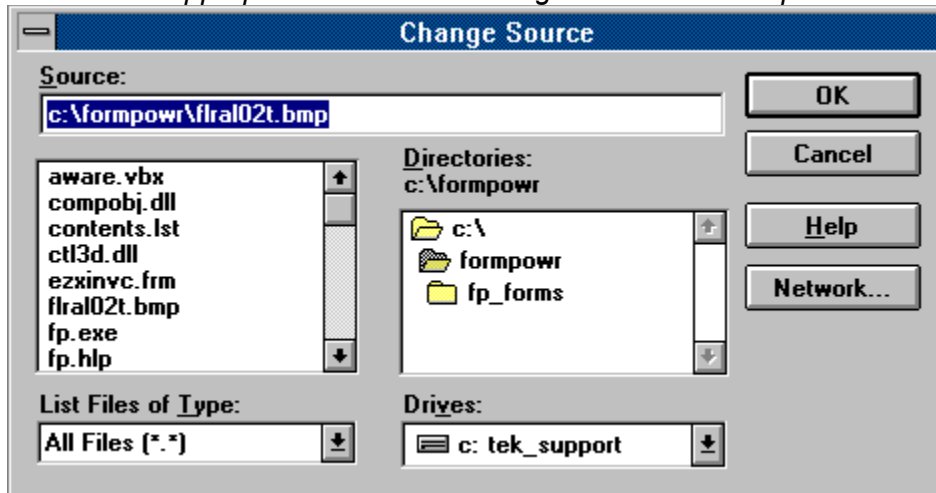 Change Source
Source:
c:\formpowr\flral02t.bmp
OK
Cancel
Directories:
c:\formpowr
aware.vbx
compobj.dll
contents.lst
ctl3d.dll
ezxinvc.frm
flral02t.bmp
fp.exe
fp.hlp
c:\
formpowr
fp_forms
Help
Network...
List Files of Type:
All Files (*.*)
Drives:
c: tek_support